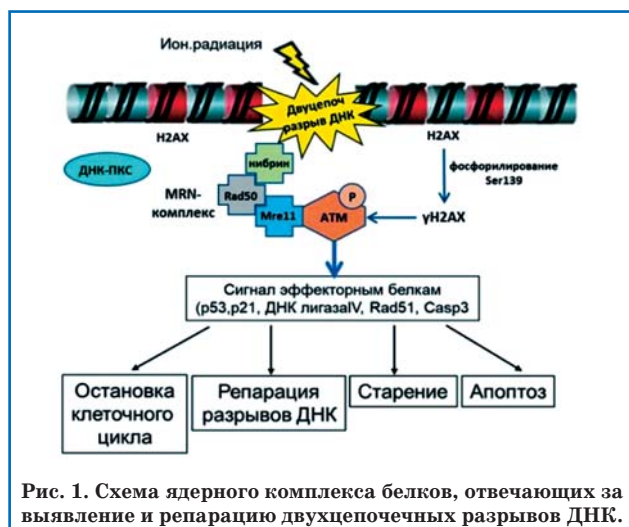 Ион.радиация
Двуцепоч
разрыв ДНК
H2AX
H2AX
фосфорилирование
Ser139
ДНК-ПКС
нибрин
MRN-
комплекс
Rad50
Mre11
ATM
P
γH2AX
Сигнал эффекторным белкам
(p53,p21, ДНК лигазаIV, Rad51, Casp3
Остановка
клеточного
цикла
Репарация
разрывов ДНК
Старение
Апоптоз
Рис. 1. Схема ядерного комплекса белков, отвечающих за
выявление и репарацию двухцепочечных разрывов ДНК.